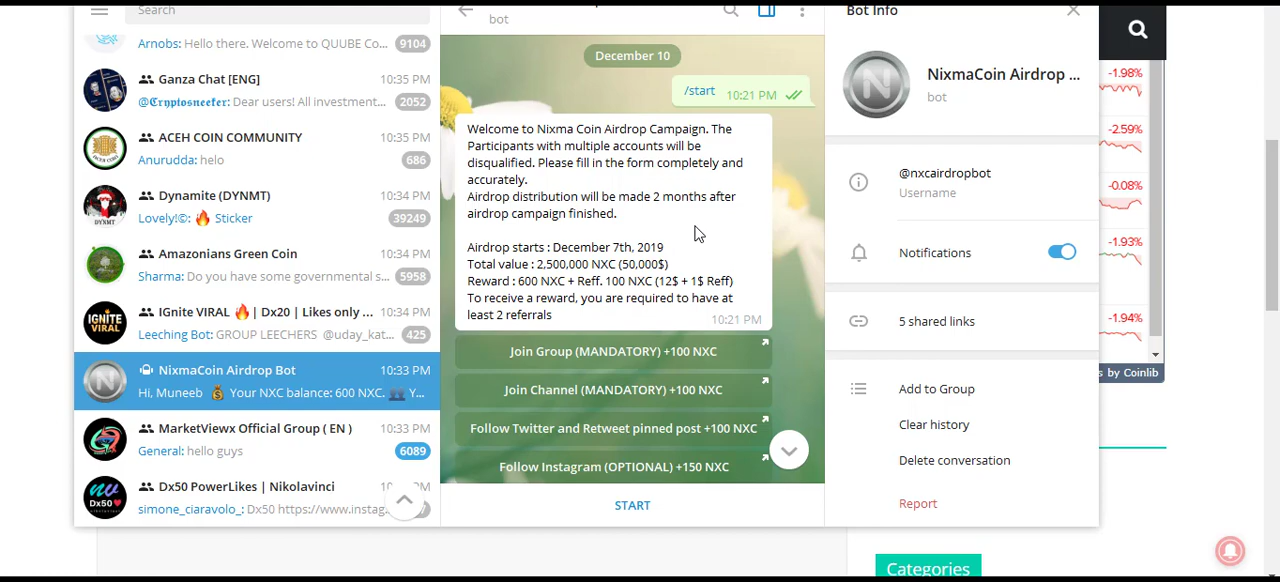 Search
Arnobs: Hello there. Welcome to QUUBE Co...
9104
Ganza Chat [ENG]
10:35 PM
@Cryptosneefer: Dear users! All investment...
2052
ACEH COIN COMMUNITY
10:35 PM
Anurudda: helo
686
Dynamite (DYNMT)
10:34 PM
Lovely!©: 🔥 Sticker
39249
Amazonians Green Coin
10:34 PM
Sharma: Do you have some governmental s...
5958
IGnite VIRAL 🔥| Dx20 | Likes only ...
10:34 PM
Leeching Bot: GROUP LEECHERS @uday_kat...
425
NixmaCoin Airdrop Bot
10:33 PM
Hi, Muneeb 💰 Your NXC balance: 600 NXC. 👥 Y...
MarketViewx Official Group ( EN )
10:33 PM
General: hello guys
6089
Dx50 PowerLikes | Nikolavinci
simone_ciaravolo_: Dx50 https://www.instag
bot
December 10
/start
10:21 PM
Welcome to Nixma Coin Airdrop Campaign. The
Participants with multiple accounts will be
disqualified. Please fill in the form completely and
accurately.
Airdrop distribution will be made 2 months after
airdrop campaign finished.
Airdrop starts : December 7th, 2019
Total value : 2,500,000 NXC (50,000$)
Reward : 600 NXC + Reff. 100 NXC (12$ + 1$ Reff)
To receive a reward, you are required to have at
least 2 referrals
10:21 PM
Join Group (MANDATORY) +100 NXC
Join Channel (MANDATORY) +100 NXC
Follow Twitter and Retweet pinned post +100 NXC
Follow Instagram (OPTIONAL) +150 NXC
START
Bot Info
NixmaCoin Airdrop ...
bot
@nxcairdropbot
Username
Notifications
5 shared links
Add to Group
Clear history
Delete conversation
Report
-1.98%
-2.59%
-0.08%
-1.93%
-1.94%
s by Coinlib
Categories